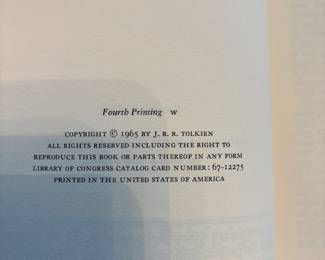 Fourth Printing w
COPYRIGHT © 1965 BY J. R. R. TOLKIEN
ALL RIGHTS RESERVED INCLUDING THE RIGHT TO
REPRODUCE THIS BOOK OR PARTS THEREOF IN ANY FORM
LIBRARY OF CONGRESS CATALOG CARD NUMBER: 67-12275
PRINTED IN THE UNITED STATES OF AMERICA